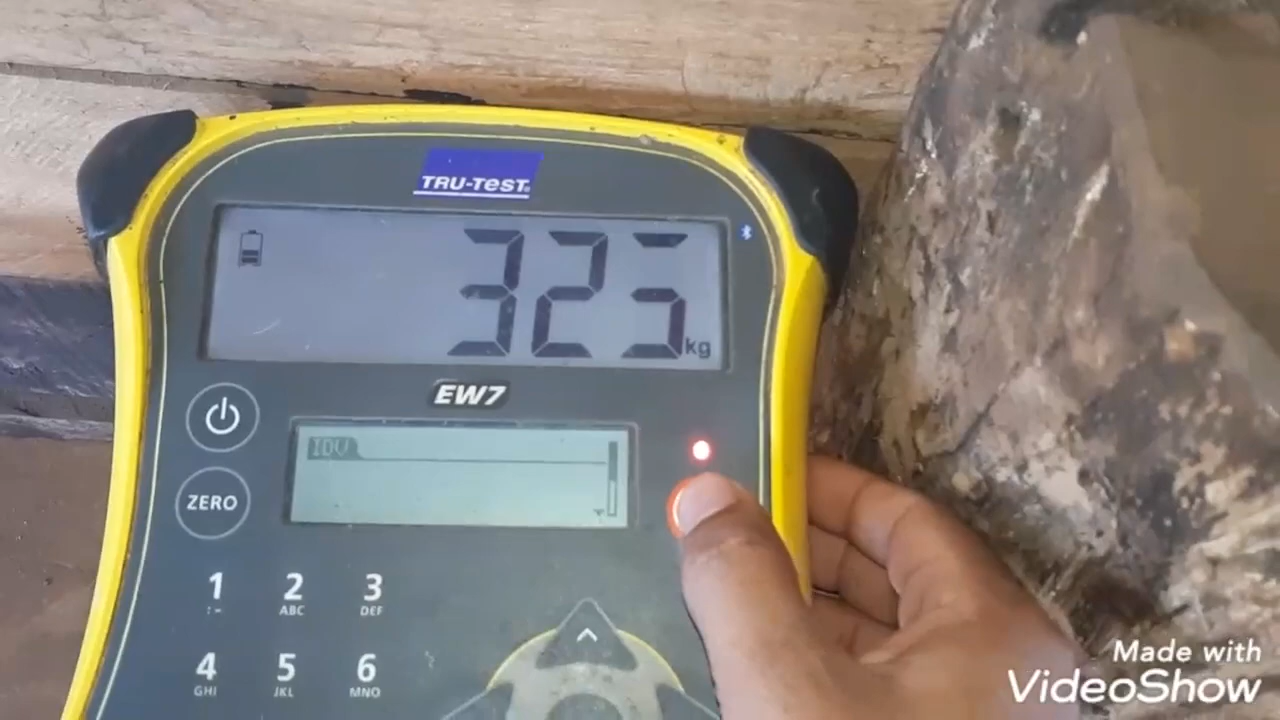 TRU-TEST
kg
EW7
ZERO
1 2 3
:- ABC DEF
4 5 6
GHI JKL MNO
Made with
VideoShow